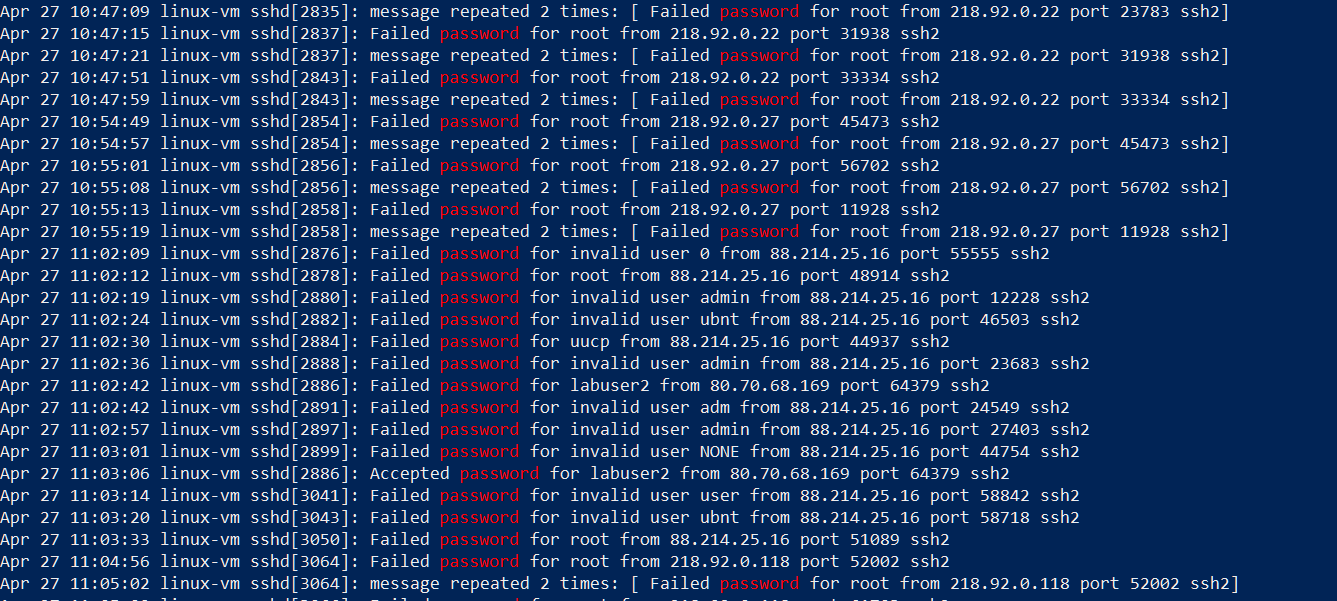 Apr 27 10:47:09 linux-vm sshd[2835]: message repeated 2 times: [ Failed password for root from 218.92.0.22 port 23783 ssh2]
Apr 27 10:47:15 linux-vm sshd[2837]: Failed password for root from 218.92.0.22 port 31938 ssh2
Apr 27 10:47:21 linux-vm sshd[2837]: message repeated 2 times: [ Failed password for root from 218.92.0.22 port 31938 ssh2]
Apr 27 10:47:51 linux-vm sshd[2843]: Failed password for root from 218.92.0.22 port 33334 ssh2
Apr 27 10:47:59 linux-vm sshd[2843]: message repeated 2 times: [ Failed password for root from 218.92.0.22 port 33334 ssh2]
Apr 27 10:54:49 linux-vm sshd[2854]: Failed password for root from 218.92.0.27 port 45473 ssh2
Apr 27 10:54:57 linux-vm sshd[2854]: message repeated 2 times: [ Failed password for root from 218.92.0.27 port 45473 ssh2]
Apr 27 10:55:01 linux-vm sshd[2856]: Failed password for root from 218.92.0.27 port 56702 ssh2
Apr 27 10:55:08 linux-vm sshd[2856]: message repeated 2 times: [ Failed password for root from 218.92.0.27 port 56702 ssh2]
Apr 27 10:55:13 linux-vm sshd[2858]: Failed password for root from 218.92.0.27 port 11928 ssh2
Apr 27 10:55:19 linux-vm sshd[2858]: message repeated 2 times: [ Failed password for root from 218.92.0.27 port 11928 ssh2]
Apr 27 11:02:09 linux-vm sshd[2876]: Failed password for invalid user 0 from 88.214.25.16 port 55555 ssh2
Apr 27 11:02:12 linux-vm sshd[2878]: Failed password for root from 88.214.25.16 port 48914 ssh2
Apr 27 11:02:19 linux-vm sshd[2880]: Failed password for invalid user admin from 88.214.25.16 port 12228 ssh2
Apr 27 11:02:24 linux-vm sshd[2882]: Failed password for invalid user ubnt from 88.214.25.16 port 46503 ssh2
Apr 27 11:02:30 linux-vm sshd[2884]: Failed password for uucp from 88.214.25.16 port 44937 ssh2
Apr 27 11:02:36 linux-vm sshd[2888]: Failed password for invalid user admin from 88.214.25.16 port 23683 ssh2
Apr 27 11:02:42 linux-vm sshd[2886]: Failed password for labuser2 from 80.70.68.169 port 64379 ssh2
Apr 27 11:02:42 linux-vm sshd[2891]: Failed password for invalid user adm from 88.214.25.16 port 24549 ssh2
Apr 27 11:02:57 linux-vm sshd[2897]: Failed password for invalid user admin from 88.214.25.16 port 27403 ssh2
Apr 27 11:03:01 linux-vm sshd[2899]: Failed password for invalid user NONE from 88.214.25.16 port 44754 ssh2
Apr 27 11:03:06 linux-vm sshd[2886]: Accepted password for labuser2 from 80.70.68.169 port 64379 ssh2
Apr 27 11:03:14 linux-vm sshd[3041]: Failed password for invalid user user from 88.214.25.16 port 58842 ssh2
Apr 27 11:03:20 linux-vm sshd[3043]: Failed password for invalid user ubnt from 88.214.25.16 port 58718 ssh2
Apr 27 11:03:33 linux-vm sshd[3050]: Failed password for root from 88.214.25.16 port 51089 ssh2
Apr 27 11:04:56 linux-vm sshd[3064]: Failed password for root from 218.92.0.118 port 52002 ssh2
Apr 27 11:05:02 linux-vm sshd[3064]: message repeated 2 times: [ Failed password for root from 218.92.0.118 port 52002 ssh2]